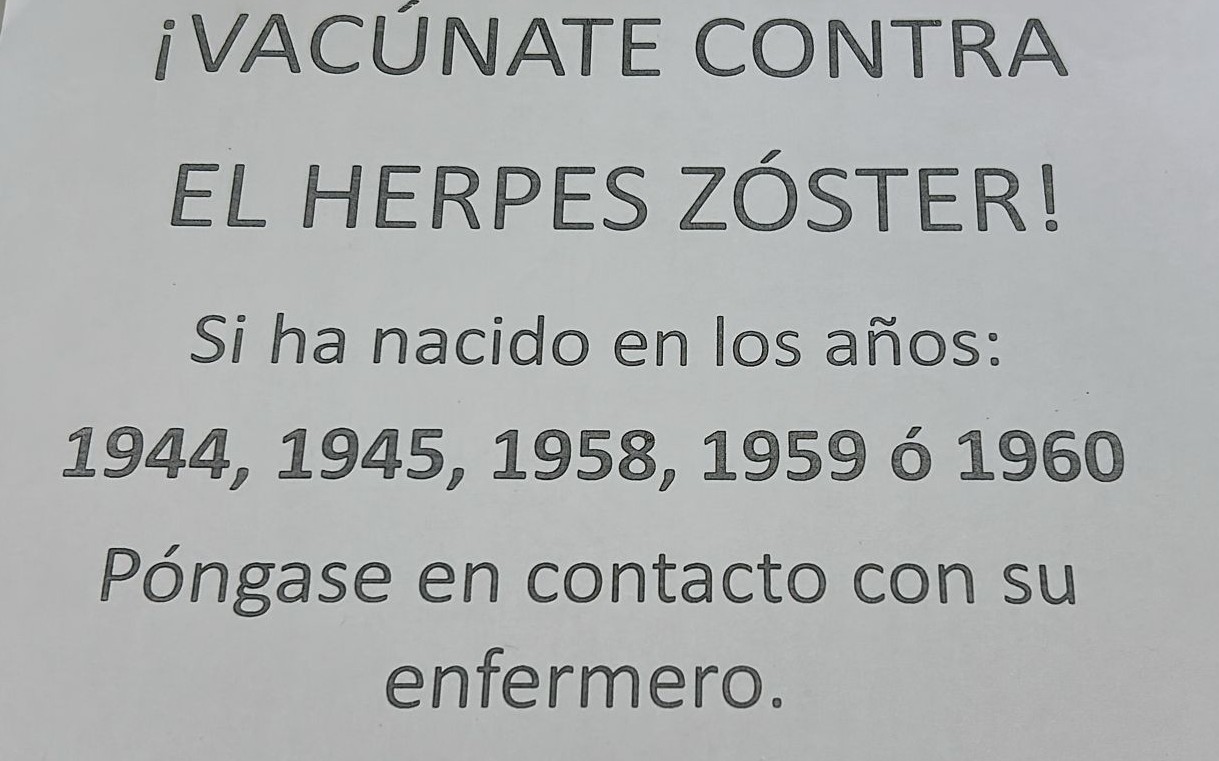 ¡VACÚNATE CONTRA
EL HERPES ZÓSTER!
Si ha nacido en los años:
1944, 1945, 1958, 1959 ó 1960
Póngase en contacto con su
enfermero.